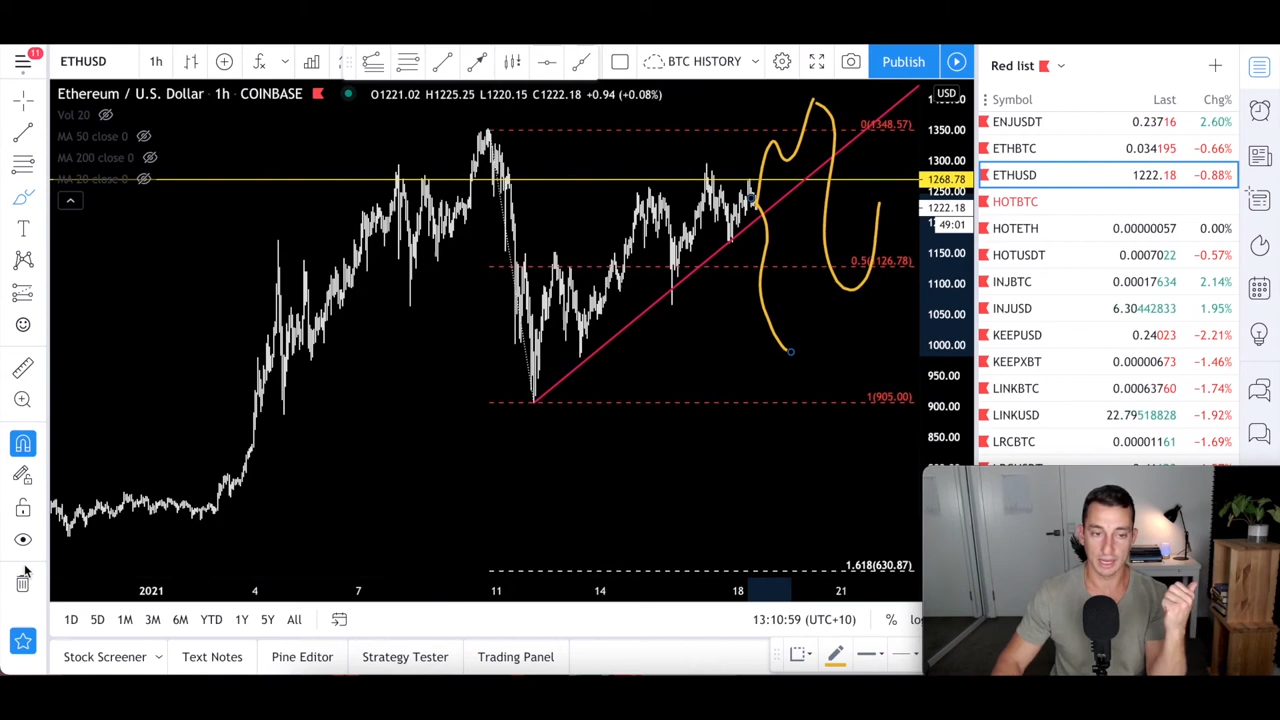 11
ETHUSD 1h BTC HISTORY Publish
Red list
Ethereum / U.S. Dollar · 1h · COINBASE O1221.02 H1225.25 L1220.15 C1222.18 +0.94 (+0.08%) USD
Vol 20
MA 50 close 0
MA 200 close 0
MA 20 close 0
0(1348.57)
0.5(1126.78)
1(905.00)
1.618(630.87)
1350.00
1300.00
1268.78
1250.00
1222.18
49:01
1150.00
1100.00
1050.00
1000.00
950.00
900.00
850.00
2021 4 7 11 14 18 21
Symbol Last Chg%
ENJUSDT 0.23716 2.60%
ETHBTC 0.034195 −0.66%
ETHUSD 1222.18 −0.88%
HOTBTC
HOTETH 0.00000057 0.00%
HOTUSDT 0.0007022 −0.57%
INJBTC 0.00017634 2.14%
INJUSD 6.30442833 1.95%
KEEPUSD 0.24023 −2.21%
KEEPXBT 0.00000673 −1.46%
LINKBTC 0.00063760 −1.74%
LINKUSD 22.79518828 −1.92%
LRCBTC 0.00001161 −1.69%
1D 5D 1M 3M 6M YTD 1Y 5Y All 13:10:59 (UTC+10) %
Stock Screener Text Notes Pine Editor Strategy Tester Trading Panel